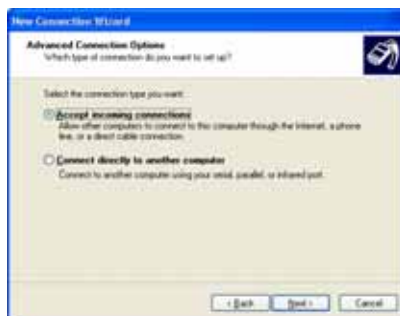 New Connection Wizard
Advanced Connection Options
Which type of connection do you want to set up?
Select the connection type you want:
Accept incoming connections
Allow other computers to connect to this computer through the Internet, a phone
line, or a direct cable connection.
Connect directly to another computer
Connect to another computer using your serial, parallel, or infrared port.
< Back
Next >
Cancel